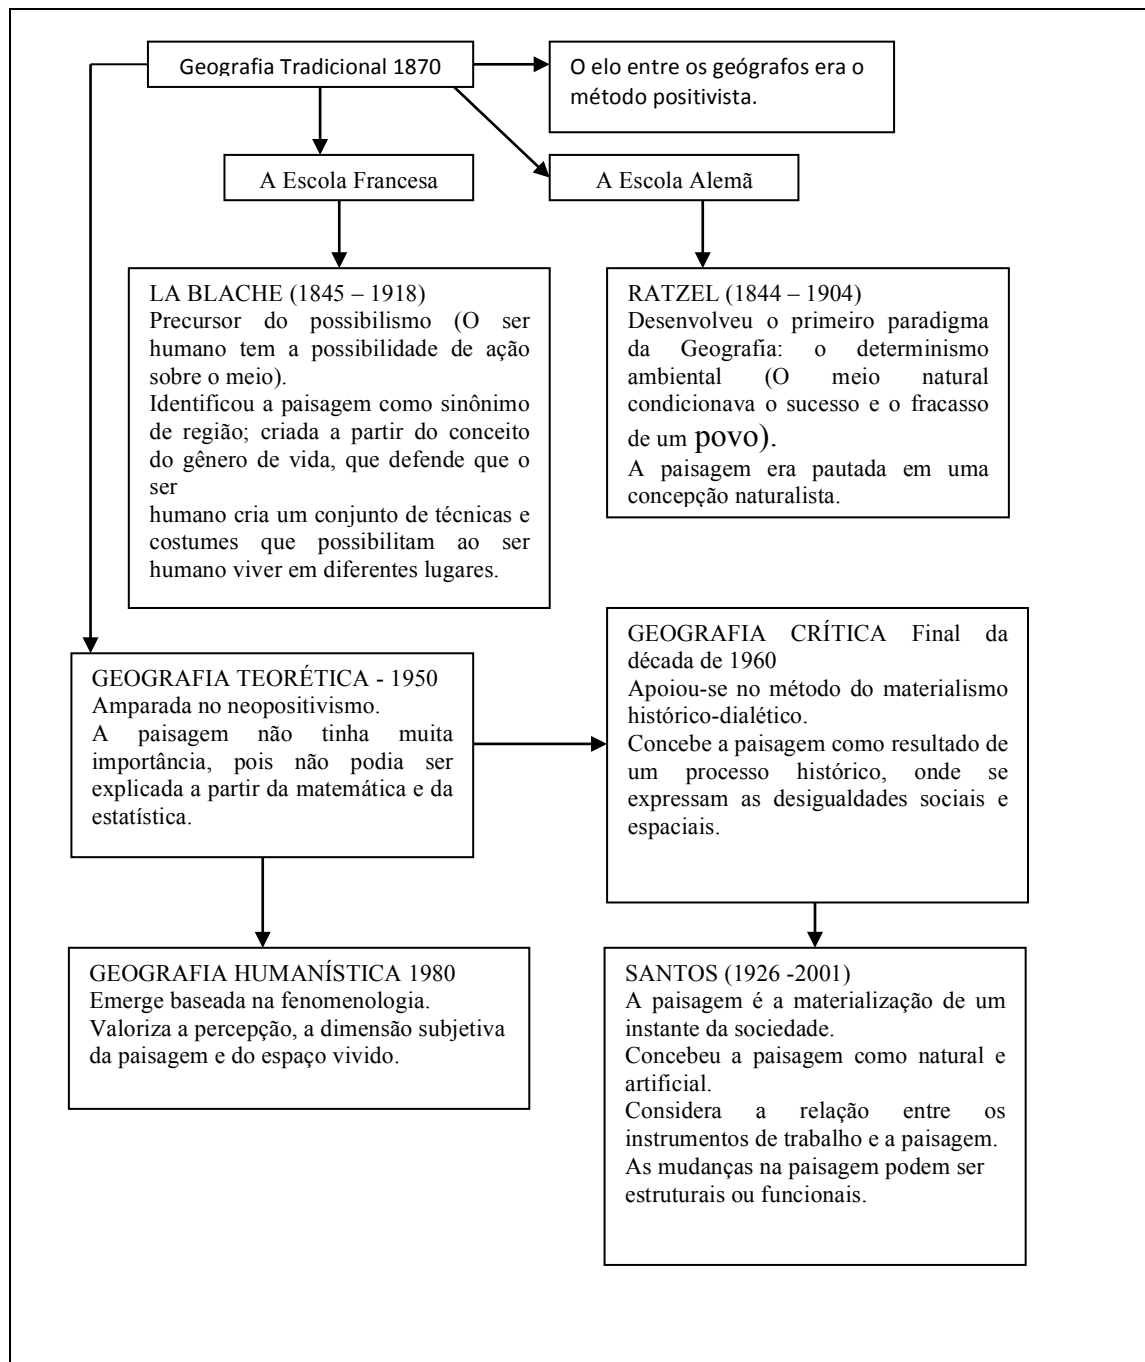 Geografia Tradicional 1870
O elo entre os geógrafos era o
método positivista.
A Escola Francesa
A Escola Alemã
LA BLACHE (1845 – 1918)
Precursor do possibilismo (O ser
humano tem a possibilidade de ação
sobre o meio).
Identificou a paisagem como sinônimo
de região; criada a partir do conceito
do gênero de vida, que defende que o
ser
humano cria um conjunto de técnicas e
costumes que possibilitam ao ser
humano viver em diferentes lugares.
RATZEL (1844 – 1904)
Desenvolveu o primeiro paradigma
da Geografia: o determinismo
ambiental (O meio natural
condicionava o sucesso e o fracasso
de um povo).
A paisagem era pautada em uma
concepção naturalista.
GEOGRAFIA TEORÉTICA - 1950
Amparada no neopositivismo.
A paisagem não tinha muita
importância, pois não podia ser
explicada a partir da matemática e da
estatística.
GEOGRAFIA CRÍTICA Final da
década de 1960
Apoiou-se no método do materialismo
histórico-dialético.
Concebe a paisagem como resultado de
um processo histórico, onde se
expressam as desigualdades sociais e
espaciais.
GEOGRAFIA HUMANÍSTICA 1980
Emerge baseada na fenomenologia.
Valoriza a percepção, a dimensão subjetiva
da paisagem e do espaço vivido.
SANTOS (1926 -2001)
A paisagem é a materialização de um
instante da sociedade.
Concebeu a paisagem como natural e
artificial.
Considera a relação entre os
instrumentos de trabalho e a paisagem.
As mudanças na paisagem podem ser
estruturais ou funcionais.